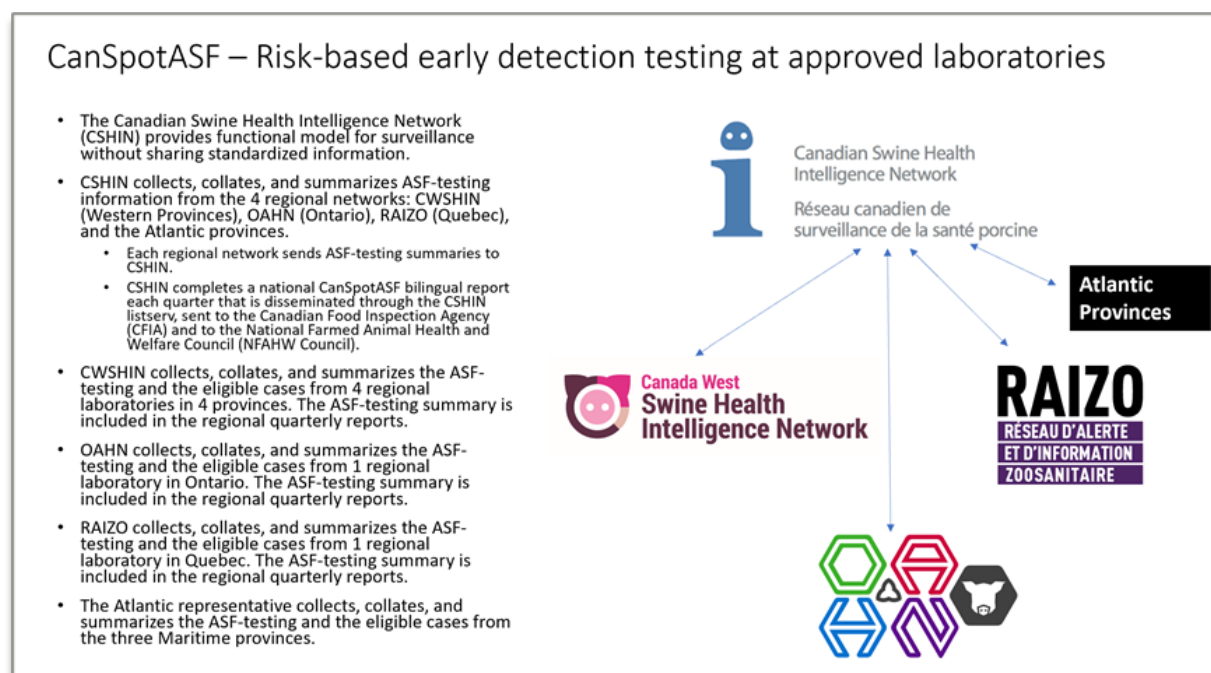 CanSpotASF – Risk-based early detection testing at approved laboratories
• The Canadian Swine Health Intelligence Network
(CSHIN) provides functional model for surveillance
without sharing standardized information.
• CSHIN collects, collates, and summarizes ASF-testing
information from the 4 regional networks: CWSHIN
(Western Provinces), OAHN (Ontario), RAIZO (Quebec),
and the Atlantic provinces.
• Each regional network sends ASF-testing summaries to
CSHIN.
• CSHIN completes a national CanSpotASF bilingual report
each quarter that is disseminated through the CSHIN
listserv, sent to the Canadian Food Inspection Agency
(CFIA) and to the National Farmed Animal Health and
Welfare Council (NFAHW Council).
• CWSHIN collects, collates, and summarizes the ASF-
testing and the eligible cases from 4 regional
laboratories in 4 provinces. The ASF-testing summary is
included in the regional quarterly reports.
• OAHN collects, collates, and summarizes the ASF-
testing and the eligible cases from 1 regional
laboratory in Ontario. The ASF-testing summary is
included in the regional quarterly reports.
• RAIZO collects, collates, and summarizes the ASF-
testing and the eligible cases from 1 regional
laboratory in Quebec. The ASF-testing summary is
included in the regional quarterly reports.
• The Atlantic representative collects, collates, and
summarizes the ASF-testing and the eligible cases from
the three Maritime provinces.
i
Canadian Swine Health
Intelligence Network
Réseau canadien de
surveillance de la santé porcine
Atlantic
Provinces
Canada West
Swine Health
Intelligence Network
RAIZO
RÉSEAU D'ALERTE
ET D'INFORMATION
ZOOSANITAIRE
OA
HN